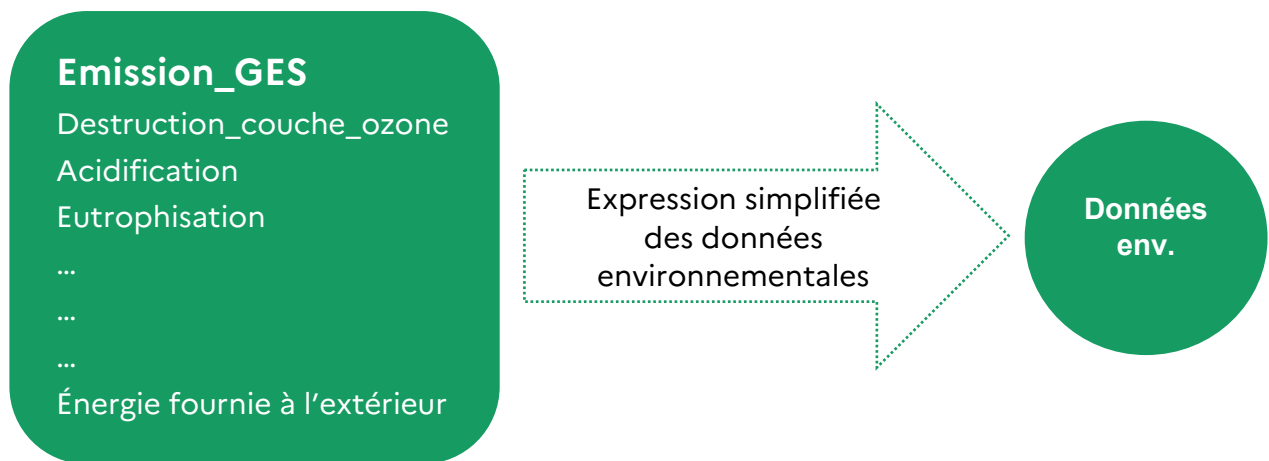 Emission_GES
Destruction_couche_ozone
Acidification
Eutrophisation
...
...
...
Énergie fournie à l'extérieur
Expression simplifiée
des données
environnementales
Données
env.